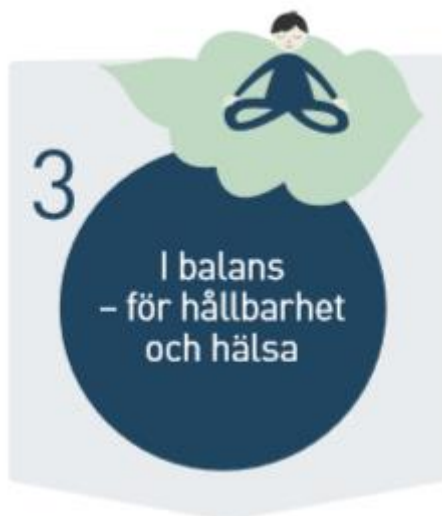 3
I balans
– för hållbarhet
och hälsa